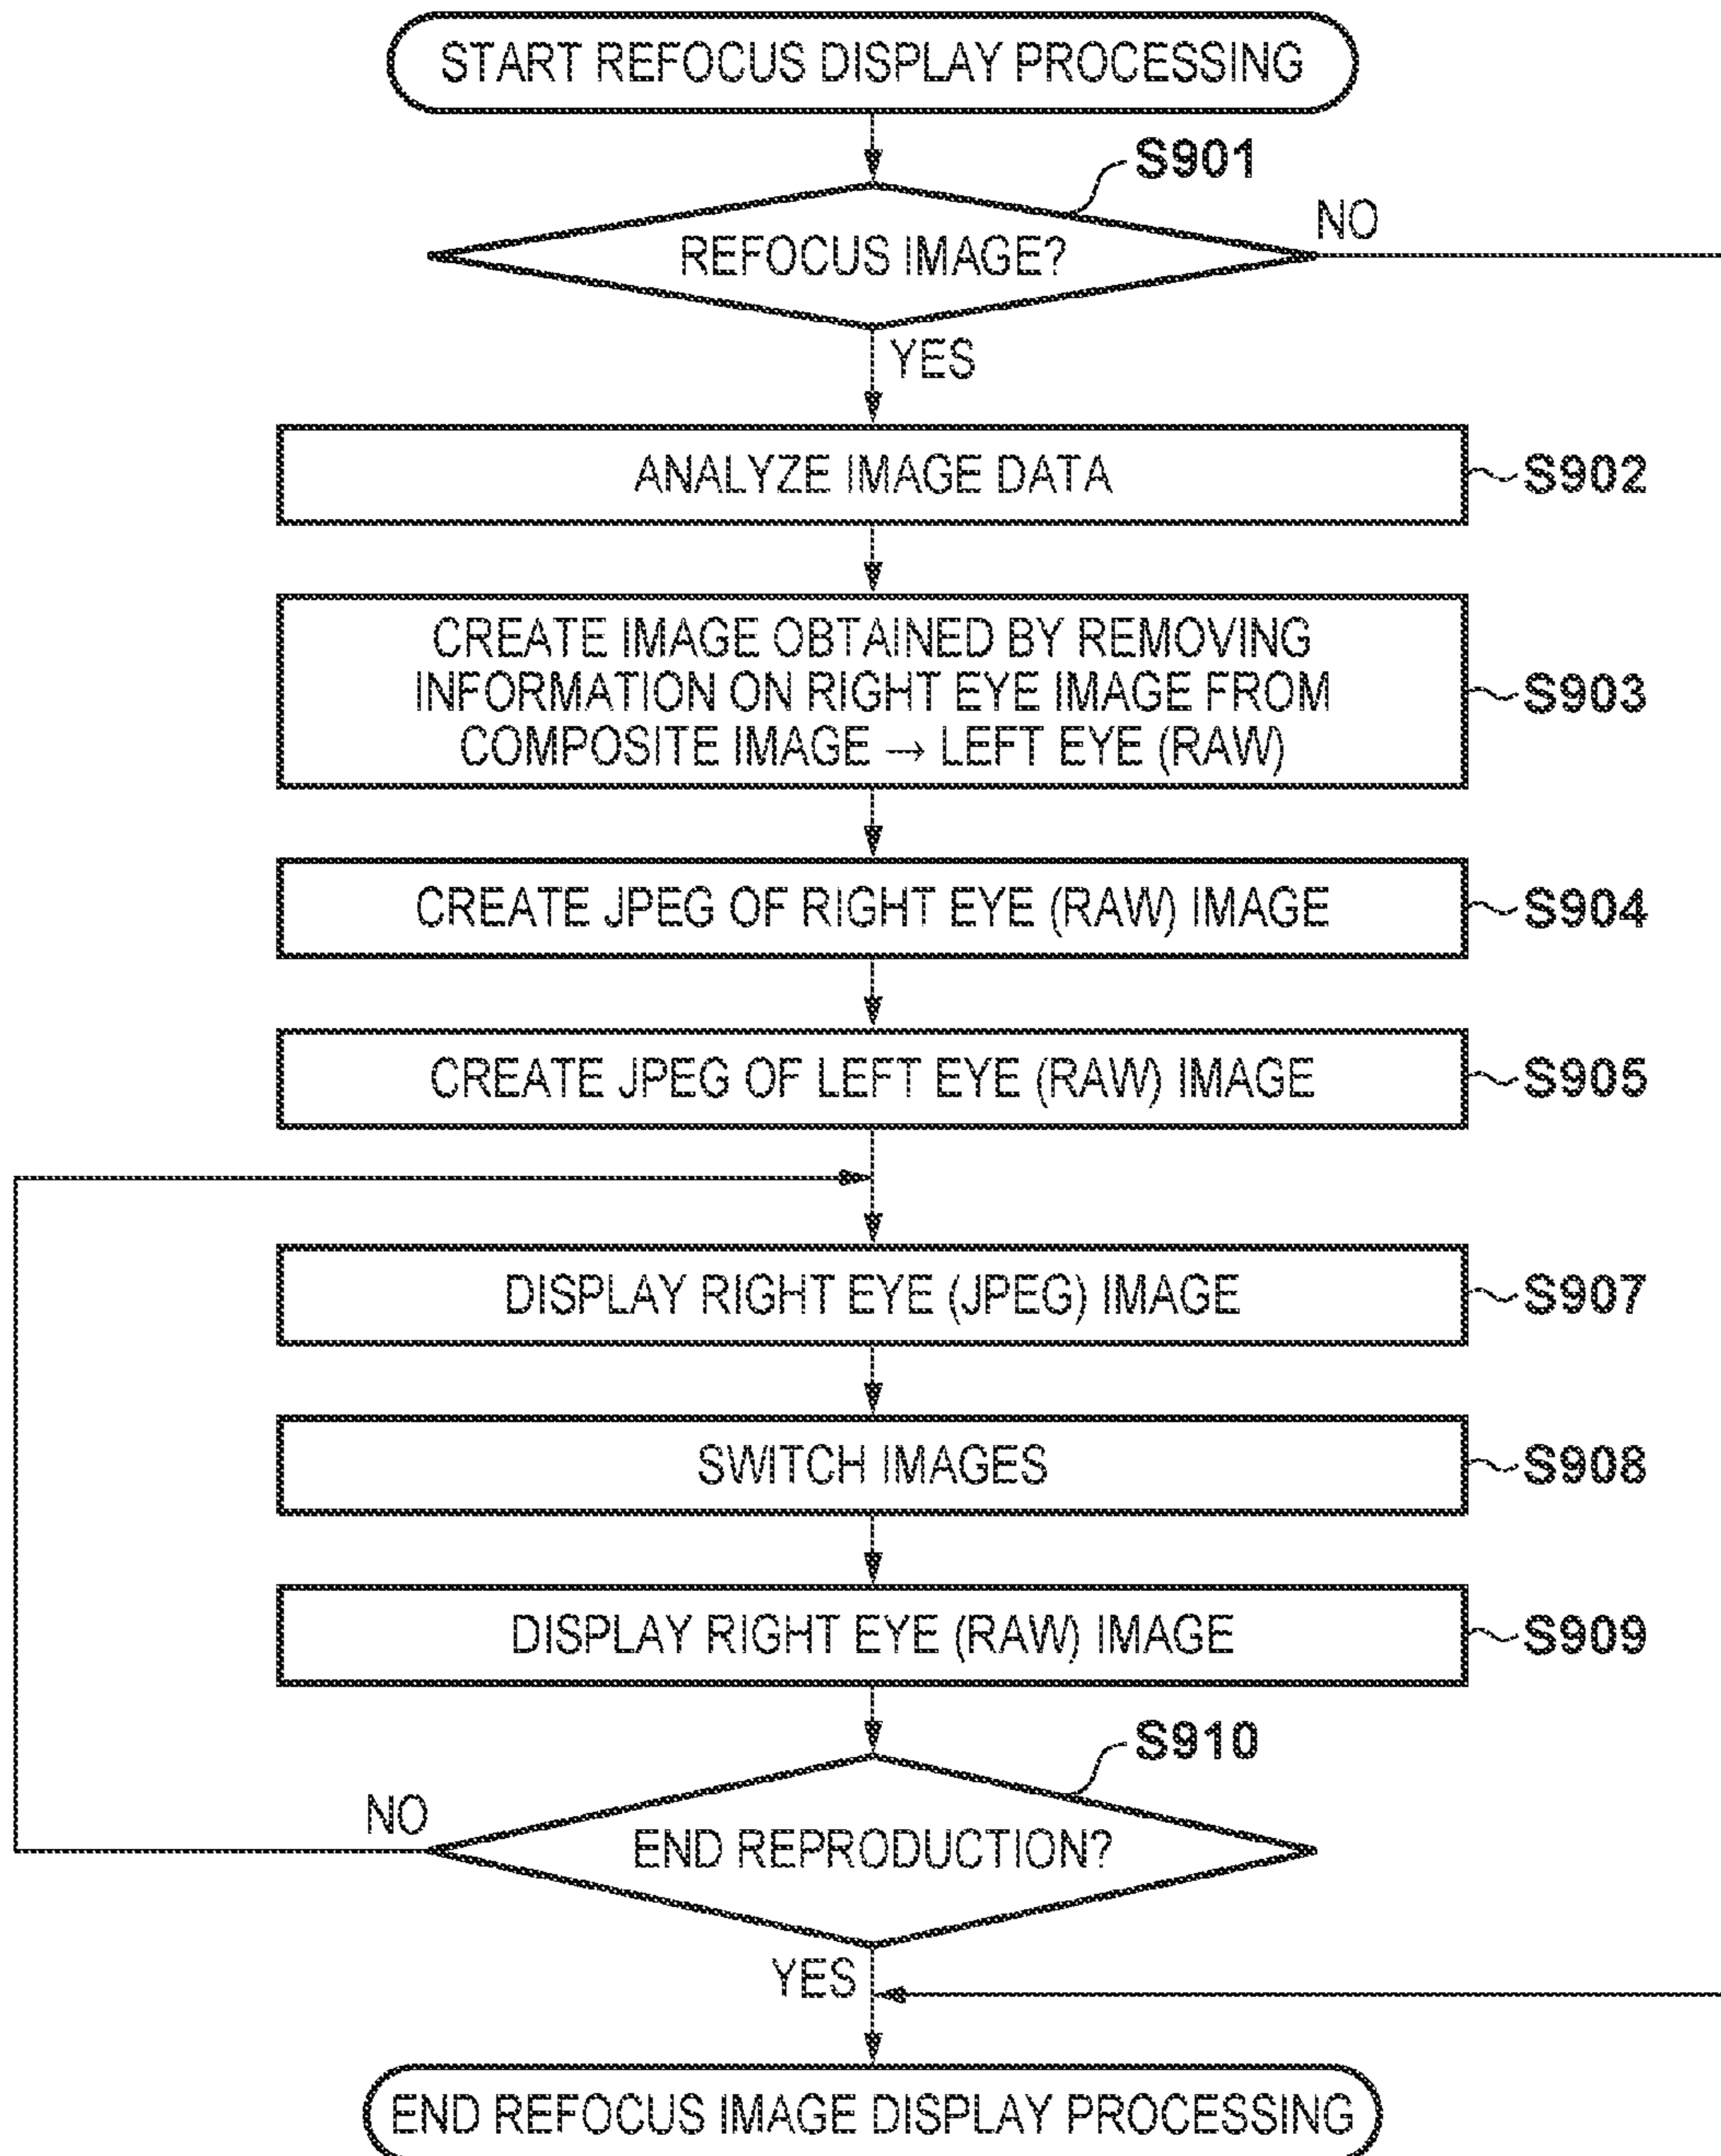 START REFOCUS DISPLAY PROCESSING
S901
REFOCUS IMAGE?
NO
YES
ANALYZE IMAGE DATA
S902
CREATE IMAGE OBTAINED BY REMOVING
INFORMATION ON RIGHT EYE IMAGE FROM
COMPOSITE IMAGE → LEFT EYE (RAW)
S903
CREATE JPEG OF RIGHT EYE (RAW) IMAGE
S904
CREATE JPEG OF LEFT EYE (RAW) IMAGE
S905
DISPLAY RIGHT EYE (JPEG) IMAGE
S907
SWITCH IMAGES
S908
DISPLAY RIGHT EYE (RAW) IMAGE
S909
S910
NO
END REPRODUCTION?
YES
END REFOCUS IMAGE DISPLAY PROCESSING